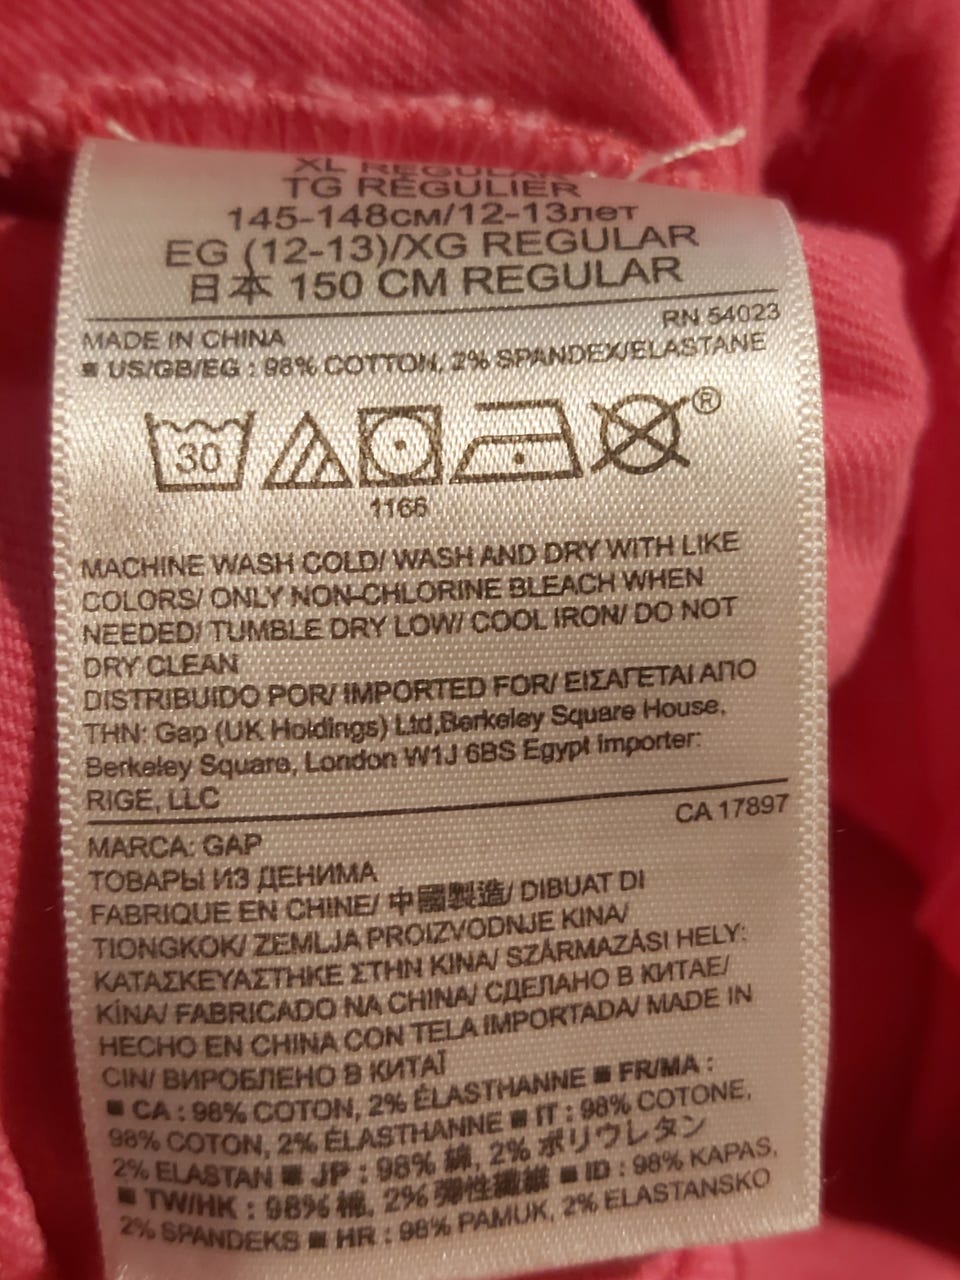 XL REGULAR
TG RÉGULIER
145-148см/12-13лет
EG (12-13)/XG REGULAR
日本 150 CM REGULAR
RN 54023
MADE IN CHINA
■ US/GB/EG : 98% COTTON, 2% SPANDEX/ELASTANE
30
®
1166
MACHINE WASH COLD/ WASH AND DRY WITH LIKE
COLORS/ ONLY NON-CHLORINE BLEACH WHEN
NEEDED/ TUMBLE DRY LOW/ COOL IRON/ DO NOT
DRY CLEAN
DISTRIBUIDO POR/ IMPORTED FOR/ ΕΙΣΑΓΕΤΑΙ ΑΠΟ
THN: Gap (UK Holdings) Ltd,Berkeley Square House,
Berkeley Square, London W1J 6BS Egypt Importer:
RIGE, LLC
CA 17897
MARCA: GAP
ТОВАРЫ ИЗ ДЕНИМА
FABRIQUE EN CHINE/ 中國製造/ DIBUAT DI
TIONGKOK/ ZEMLJA PROIZVODNJE KINA/
ΚΑΤΑΣΚΕΥΑΣΤΗΚΕ ΣΤΗΝ ΚΙΝΑ/ SZÁRMAZÁSI HELY:
KÍNA/ FABRICADO NA CHINA/ СДЕЛАНО В КИТАЕ/
HECHO EN CHINA CON TELA IMPORTADA/ MADE IN
CIN/ ВИРОБЛЕНО В КИТАЇ
■ CA : 98% COTON, 2% ÉLASTHANNE ■ FR/MA :
98% COTON, 2% ÉLASTHANNE ■ IT : 98% COTONE,
2% ELASTAN ■ JP : 98% 綿, 2% ポリウレタン
■ TW/HK : 98% 棉, 2% 彈性纖維 ■ ID : 98% KAPAS,
2% SPANDEKS ■ HR : 98% PAMUK, 2% ELASTANSKO